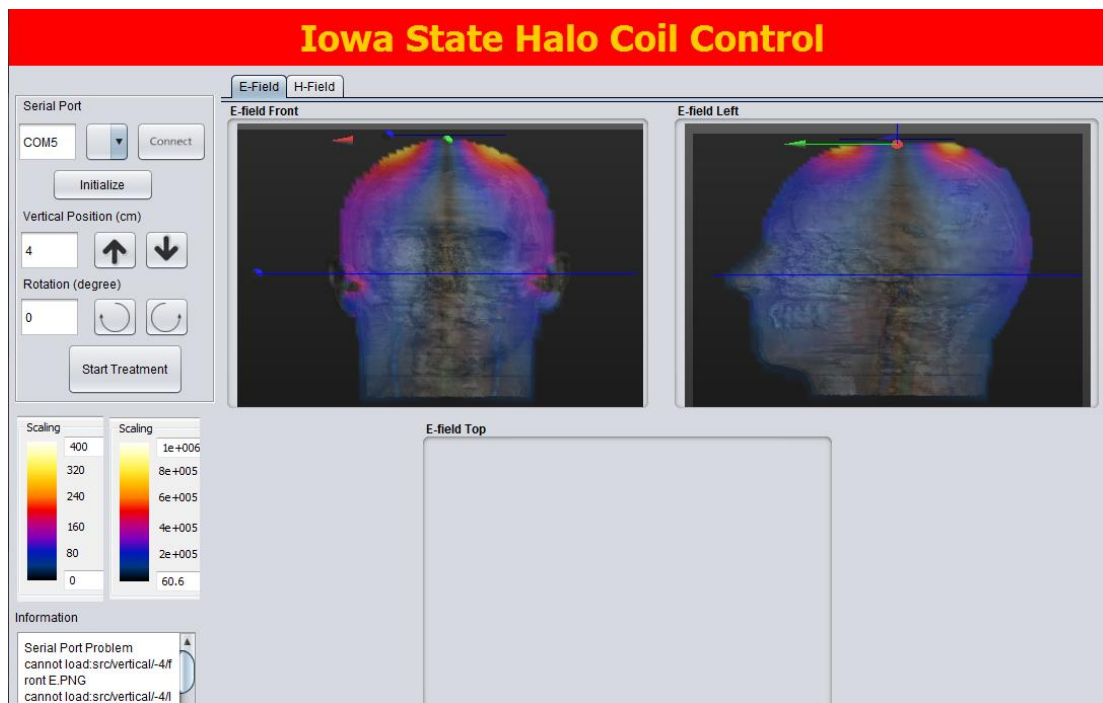 Iowa State Halo Coil Control
E-Field H-Field
Serial Port
COM5
Connect
Initialize
Vertical Position (cm)
4
Rotation (degree)
0
Start Treatment
E-field Front
E-field Left
Scaling
400
320
240
160
80
0
Scaling
1e+006
8e+005
6e+005
4e+005
2e+005
60.6
E-field Top
Information
Serial Port Problem
cannot load:src/vertical/-4/f
ront E.PNG
cannot load:src/vertical/-4/l